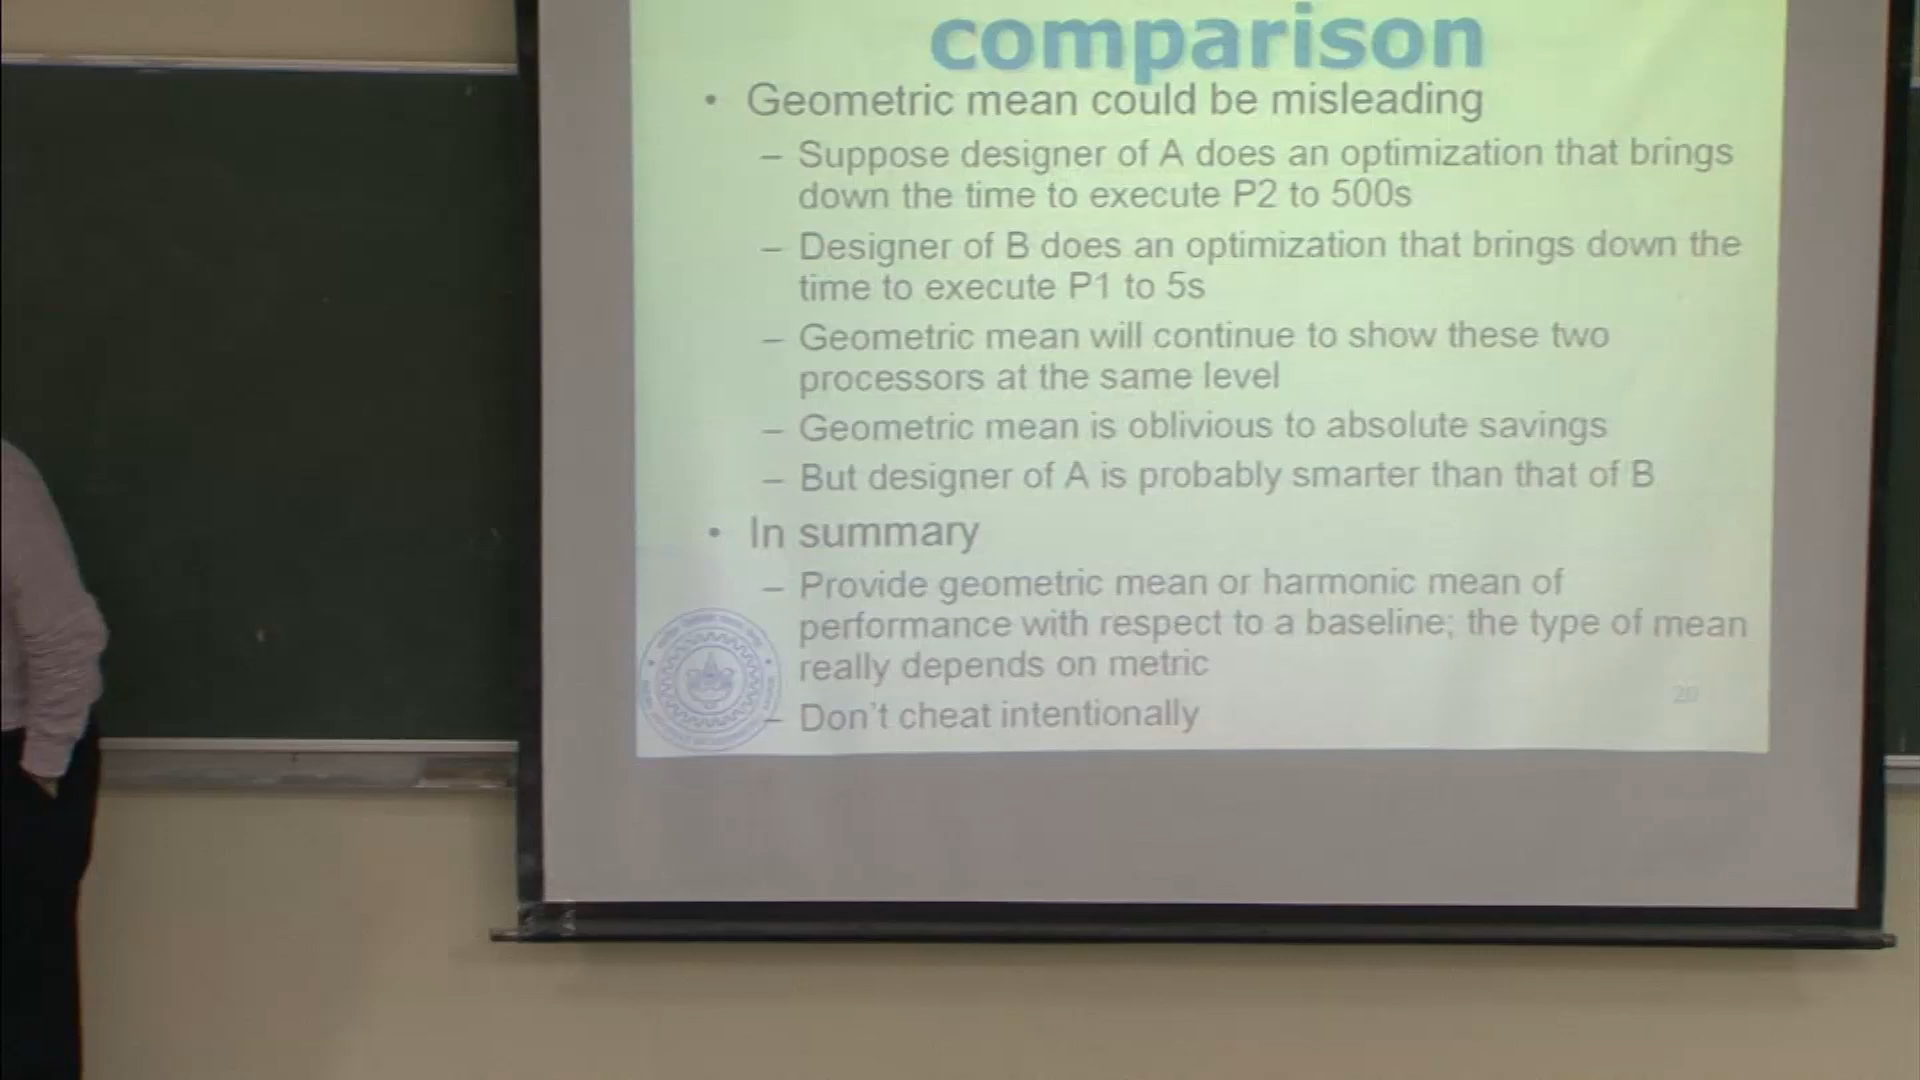 comparison
• Geometric mean could be misleading
– Suppose designer of A does an optimization that brings
down the time to execute P2 to 500s
– Designer of B does an optimization that brings down the
time to execute P1 to 5s
– Geometric mean will continue to show these two
processors at the same level
– Geometric mean is oblivious to absolute savings
– But designer of A is probably smarter than that of B
• In summary
– Provide geometric mean or harmonic mean of
performance with respect to a baseline; the type of mean
really depends on metric
20
– Don't cheat intentionally